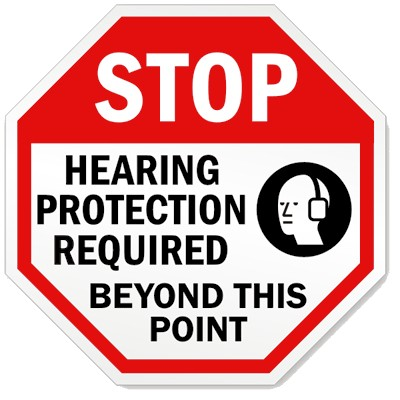 STOP
HEARING
PROTECTION
REQUIRED
BEYOND THIS
POINT